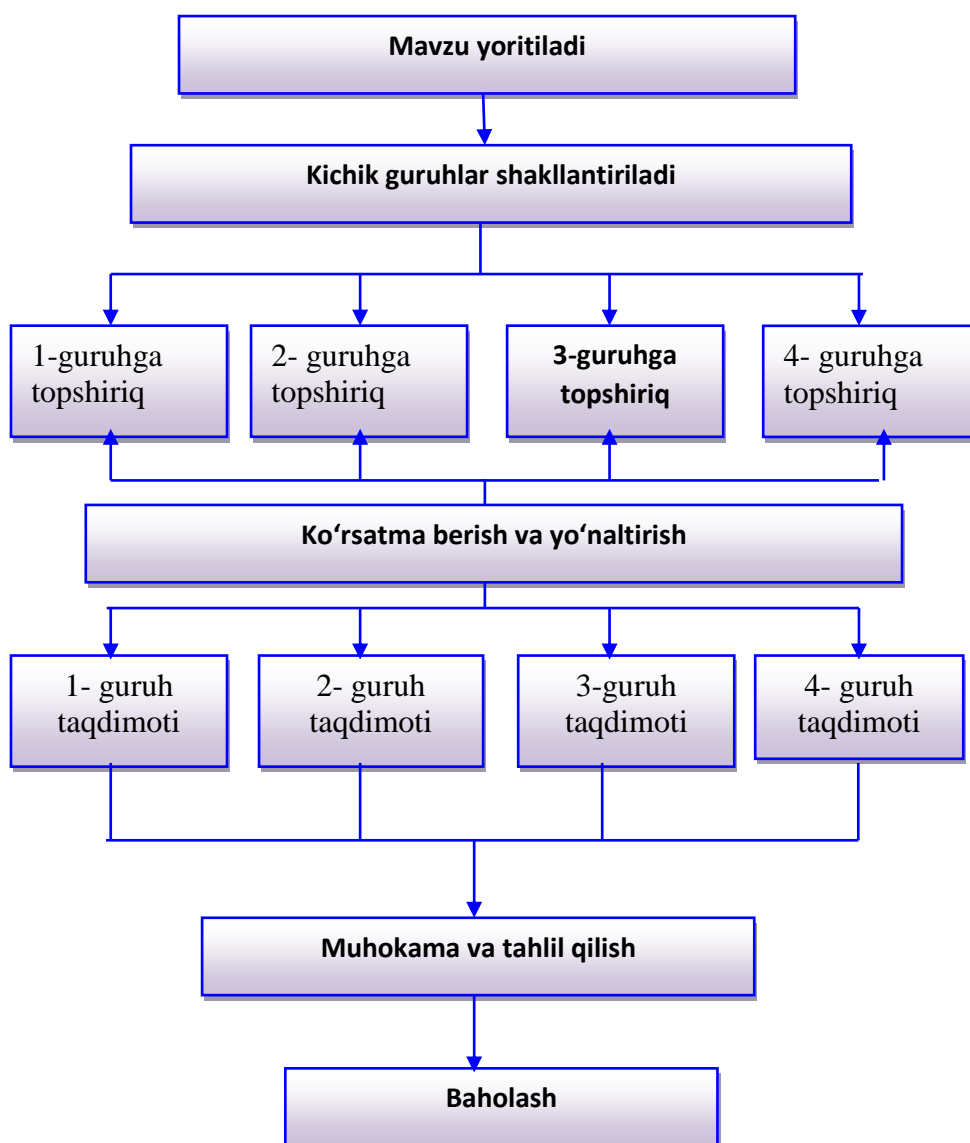 Mavzu yoritiladi
Kichik guruhlar shakllantiriladi
1-guruhga
topshiriq
2- guruhga
topshiriq
3-guruhga
topshiriq
4- guruhga
topshiriq
Ko‘rsatma berish va yo‘naltirish
1- guruh
taqdimoti
2- guruh
taqdimoti
3-guruh
taqdimoti
4- guruh
taqdimoti
Muhokama va tahlil qilish
Baholash